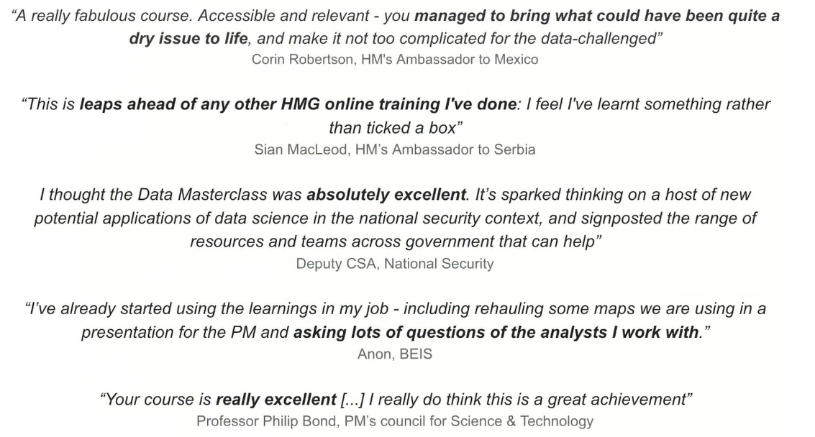 “A really fabulous course. Accessible and relevant - you managed to bring what could have been quite a
dry issue to life, and make it not too complicated for the data-challenged”
Corin Robertson, HM's Ambassador to Mexico
“This is leaps ahead of any other HMG online training I've done: I feel I've learnt something rather
than ticked a box”
Sian MacLeod, HM’s Ambassador to Serbia
I thought the Data Masterclass was absolutely excellent. It’s sparked thinking on a host of new
potential applications of data science in the national security context, and signposted the range of
resources and teams across government that can help”
Deputy CSA, National Security
“I’ve already started using the learnings in my job - including rehauling some maps we are using in a
presentation for the PM and asking lots of questions of the analysts I work with.”
Anon, BEIS
“Your course is really excellent [...] I really do think this is a great achievement”
Professor Philip Bond, PM’s council for Science & Technology